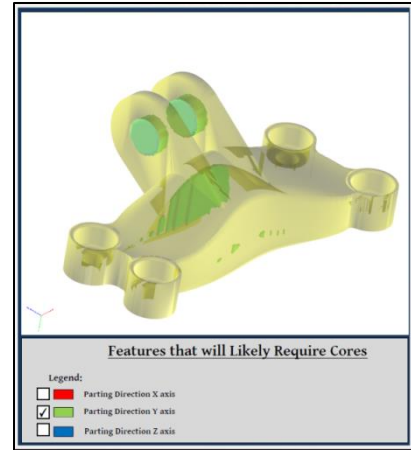 Features that will Likely Require Cores
Legend:
Parting Direction X axis
Parting Direction Y axis
Parting Direction Z axis